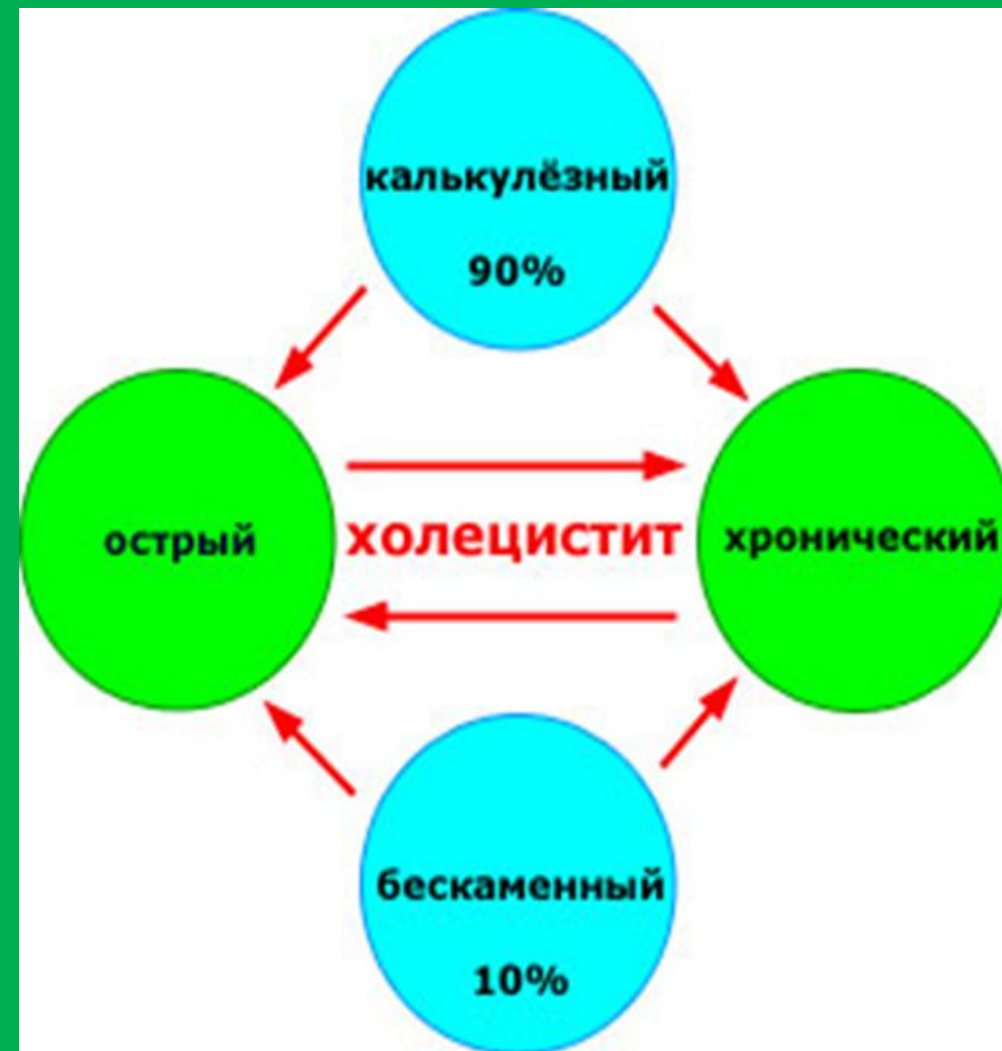 калькулёзный
90%
острый
холецистит
хронический
бескаменный
10%